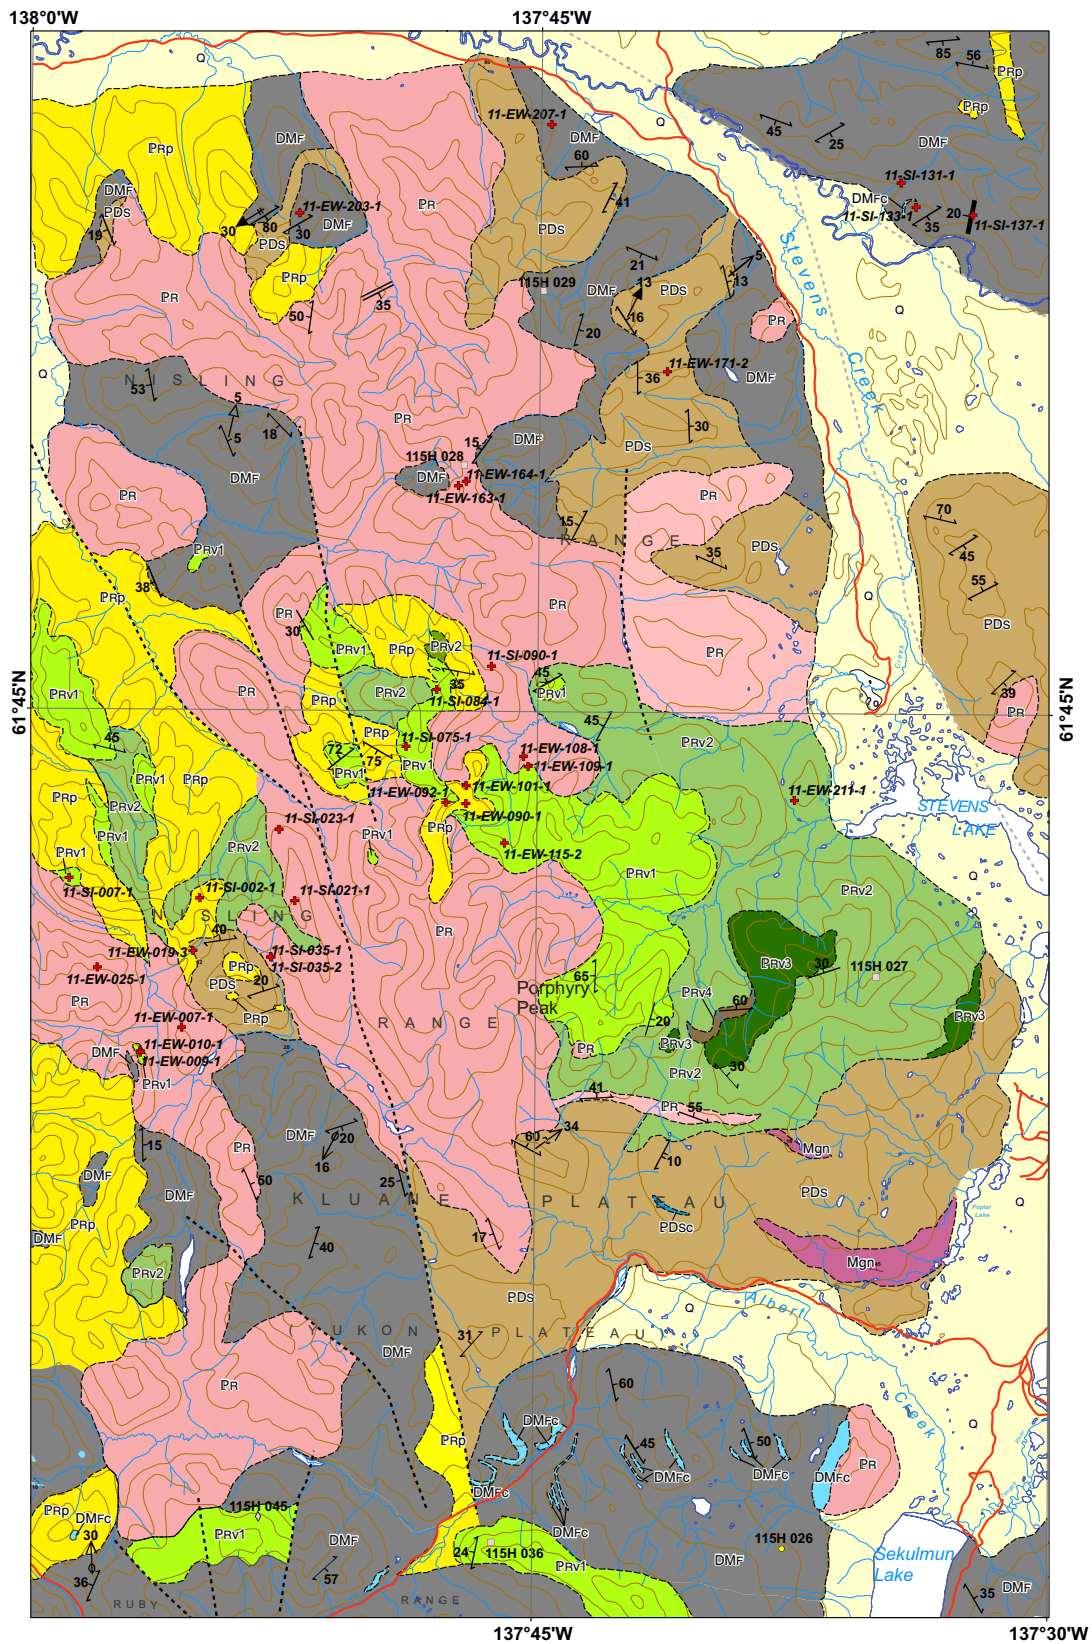 138°0'W
137°45'W
Q
DMF
PRp
PR
11-EW-207-1
DMF
60
41
PDs
Q
85
56
PRp
PRp
45
25
DMF
11-SI-131-1
DMFc
11-SI-133-1
20
35
11-SI-137-1
DMF
PDs
19
11-EW-203-1
DMF
30
80
30
PDs
PRp
PR
50
35
21
115H 029
DMF
13
PDs
16
20
5
13
PR
Stevens
Creek
Q
Q
NISLING
53
5
5
18
DMF
PR
11-EW-171-2
36
30
DMF
PDs
15
DMF
115H 028
DMF
11-EW-164-1
11-EW-163-1
PR
PR
15
RANGE
35
PDs
70
45
55
PDs
PRv1
38
PRp
PR
30
PRv1
PRp
PRv2
PR
PR
Q
11-SI-090-1
35
45
PRv1
11-SI-084-1
PRv2
PRp
PR
PRv1
61°45'N
39
PR
61°45'N
45
PRp
11-SI-075-1
45
PRv2
72
75
PRv1
PRv1
11-EW-108-1
11-EW-109-1
PRv1
PRp
PRp
PRv2
11-EW-101-1
11-EW-092-1
11-EW-090-1
11-EW-211-1
STEVENS
LAKE
PRv1
PRv1
11-SI-023-1
PRv1
PRp
11-EW-115-2
PRv2
PRv1
PRv2
Q
11-SI-007-1
11-SI-002-1
11-SI-021-1
NISLING
40
PR
11-EW-019-3
11-SI-035-1
11-SI-035-2
PRp
11-EW-025-1
PDs
20
PR
PRp
65
Porphyry
Peak
PRv3
30
115H 027
PRv4
60
RANGE
20
PRv3
PRv3
11-EW-007-1
11-EW-010-1
11-EW-009-1
DMF
PRv1
PR
PRv2
30
41
PR
55
DMF
20
16
15
PR
34
60
10
Mgn
50
25
DMF
DMF
PRp
KLUANE
PLATEAU
PDs
PDsc
Poplar
Lake
Q
DMF
40
17
PRv2
Mgn
PDs
Q
Albert
Creek
(YUKON
PLATEAU)
31
DMF
PR
60
Q
DMFc
PRp
45
50
DMFc
DMFc
DMFc
PR
DMFc
PRp
DMFc
30
115H 045
PRv1
DMF
DMFc
24
115H 036
115H 026
DMF
PRv1
Sekulmun
Lake
36
57
35
DMF
RUBY
RANGE
137°45'W
137°30'W